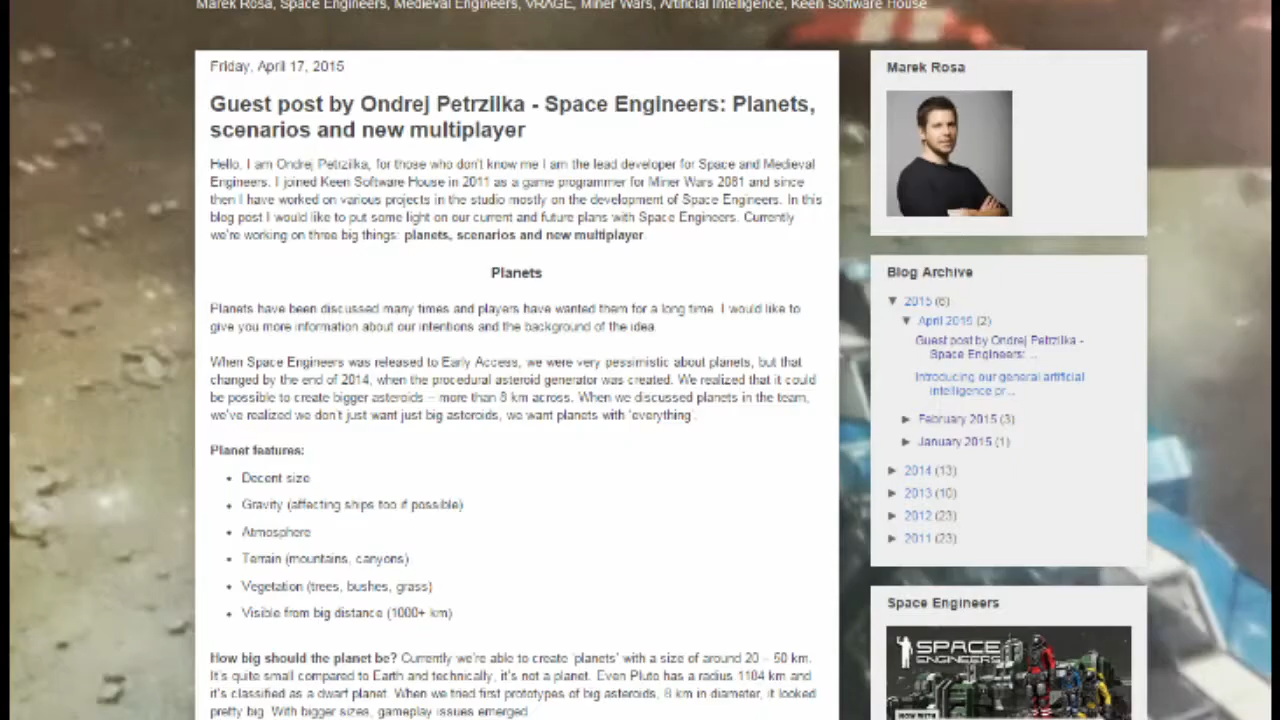 Marek Rosa, Space Engineers, Medieval Engineers, VRAGE, Miner Wars, Artificial Intelligence, Keen Software House
Friday, April 17, 2015
Guest post by Ondrej Petrzilka - Space Engineers: Planets,
scenarios and new multiplayer
Hello, I am Ondrej Petrzilka, for those who don't know me I am the lead developer for Space and Medieval
Engineers. I joined Keen Software House in 2011 as a game programmer for Miner Wars 2081 and since
then I have worked on various projects in the studio mostly on the development of Space Engineers. In this
blog post I would like to put some light on our current and future plans with Space Engineers. Currently
we're working on three big things: planets, scenarios and new multiplayer.
Planets
Planets have been discussed many times and players have wanted them for a long time. I would like to
give you more information about our intentions and the background of the idea.
When Space Engineers was released to Early Access, we were very pessimistic about planets, but that
changed by the end of 2014, when the procedural asteroid generator was created. We realized that it could
be possible to create bigger asteroids – more than 8 km across. When we discussed planets in the team,
we've realized we don't just want just big asteroids, we want planets with 'everything'.
Planet features:
• Decent size
• Gravity (affecting ships too if possible)
• Atmosphere
• Terrain (mountains, canyons)
• Vegetation (trees, bushes, grass)
• Visible from big distance (1000+ km)
How big should the planet be? Currently we're able to create 'planets' with a size of around 20 – 50 km.
It's quite small compared to Earth and technically, it's not a planet. Even Pluto has a radius 1184 km and
it's classified as a dwarf planet. When we tried first prototypes of big asteroids, 8 km in diameter, it looked
pretty big. With bigger sizes, gameplay issues emerged.
Marek Rosa
Blog Archive
▼ 2015 (6)
▼ April 2015 (2)
Guest post by Ondrej Petrzilka -
Space Engineers: ...
Introducing our general artificial
intelligence pr...
► February 2015 (3)
► January 2015 (1)
► 2014 (13)
► 2013 (10)
► 2012 (23)
► 2011 (23)
Space Engineers
SPACE
ENGINEERS
NOW WITH